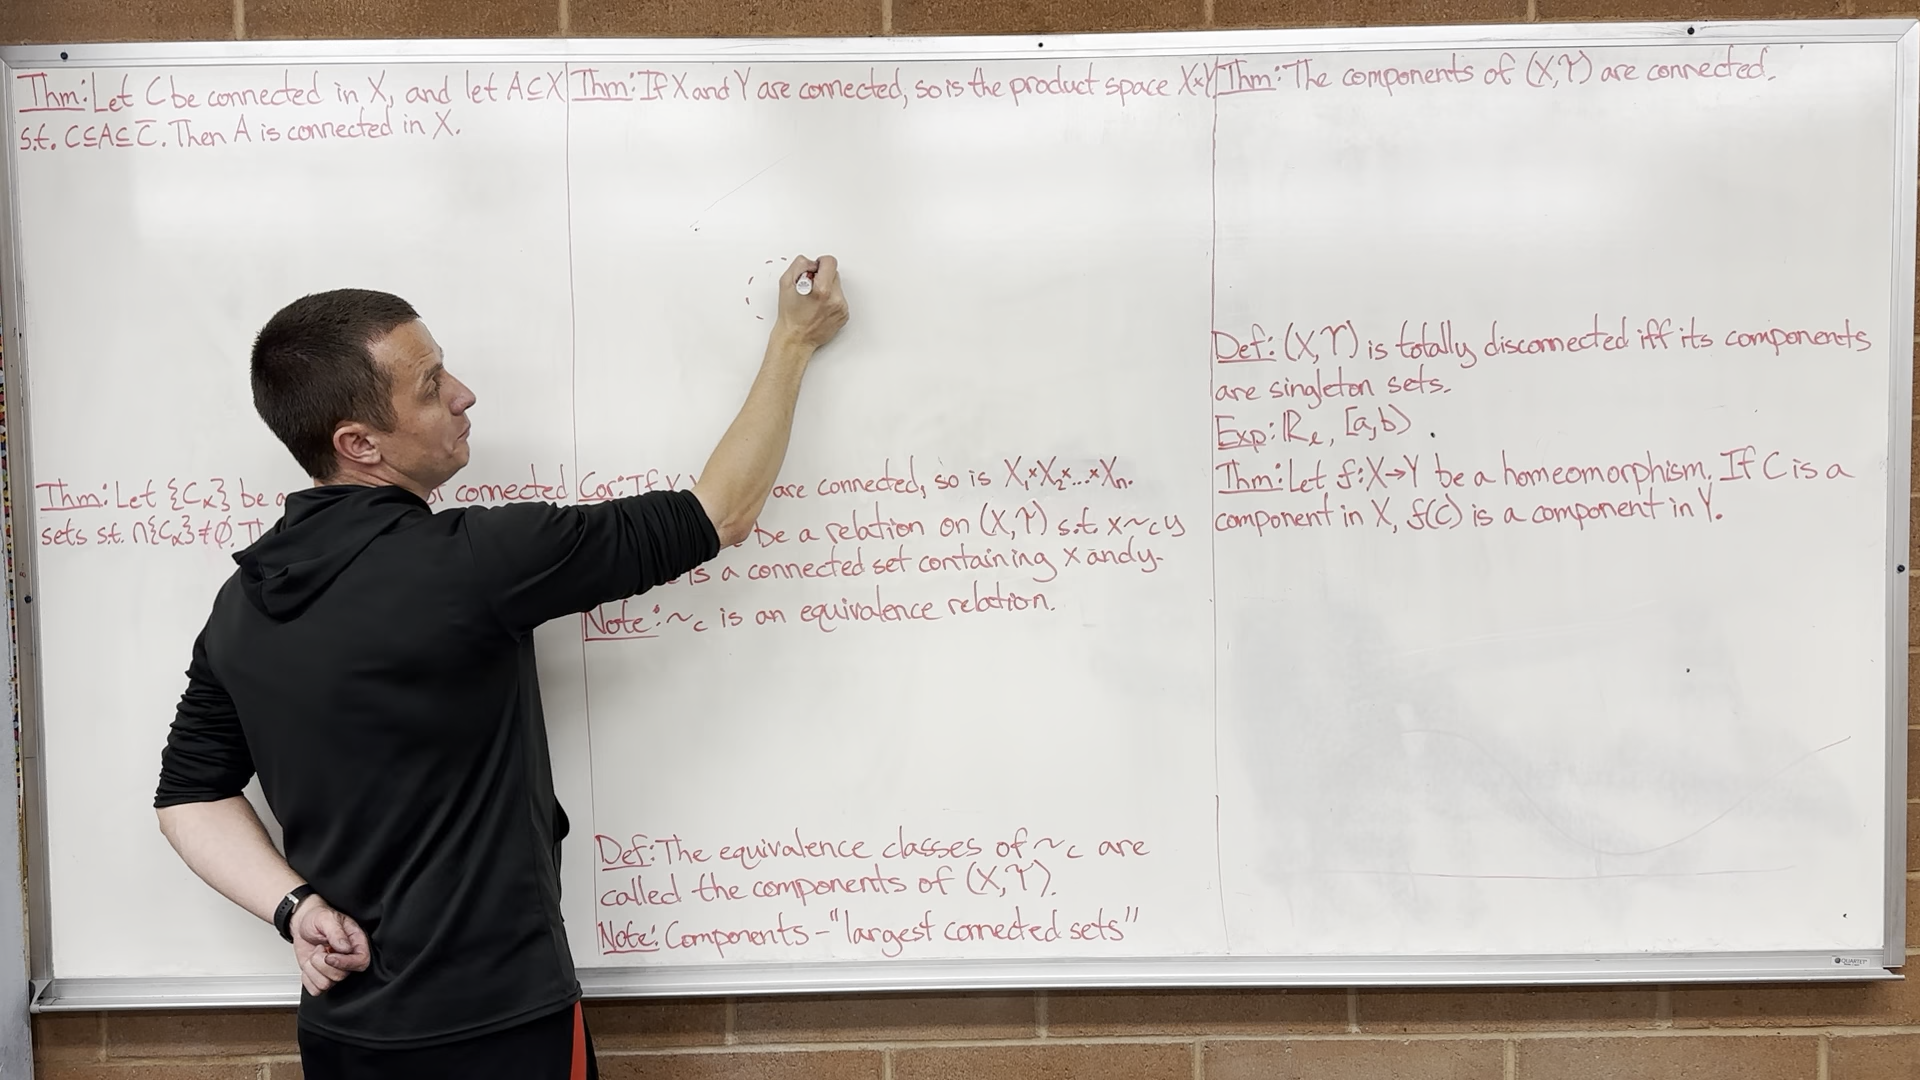 Thm: Let C be connected in X, and let A⊆X
s.t. C⊆A⊆C̅. Then A is connected in X.
Thm: Let {Cα} be a connected
sets s.t. ∩{Cα}≠∅.
Thm: If X and Y are connected, so is the product space X×Y
Cor: If X are connected, so is X₁×X₂×...×Xₙ.
be a relation on (X,𝒯) s.t. x~c y
is a connected set containing x and y.
Note: ~c is an equivalence relation.
Def: The equivalence classes of ~c are
called the components of (X,𝒯).
Note: Components – "largest connected sets"
Thm: The components of (X,𝒯) are connected.
Def: (X,𝒯) is totally disconnected iff its components
are singleton sets.
Exp: ℝℓ, [a,b).
Thm: Let f: X→Y be a homeomorphism. If C is a
component in X, f(C) is a component in Y.
QUARTET